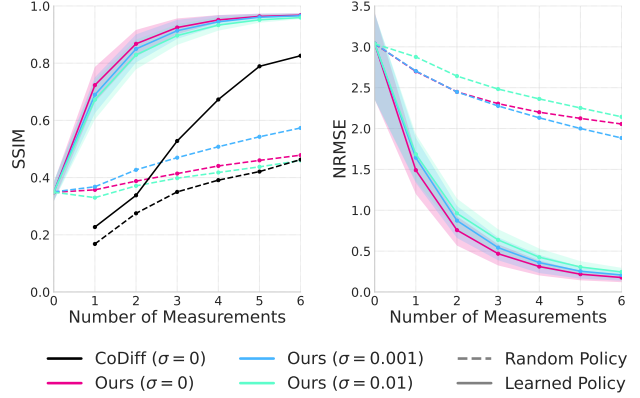 1.0
0.8
0.6
0.4
0.2
0.0
SSIM
0 1 2 3 4 5 6
Number of Measurements
3.5
3.0
2.5
2.0
1.5
1.0
0.5
0.0
NRMSE
0 1 2 3 4 5 6
Number of Measurements
CoDiff (σ = 0) Ours (σ = 0.001) Random Policy
Ours (σ = 0) Ours (σ = 0.01) Learned Policy